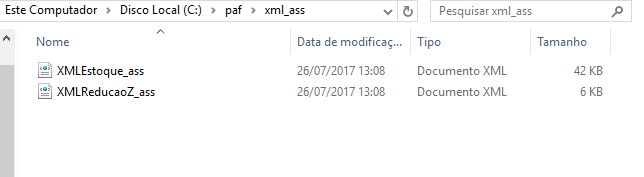 Este Computador > Disco Local (C:) > paf > xml_ass
Pesquisar xml_ass
Nome Data de modificaç... Tipo Tamanho
XMLEstoque_ass 26/07/2017 13:08 Documento XML 42 KB
XMLReducaoZ_ass 26/07/2017 13:08 Documento XML 6 KB